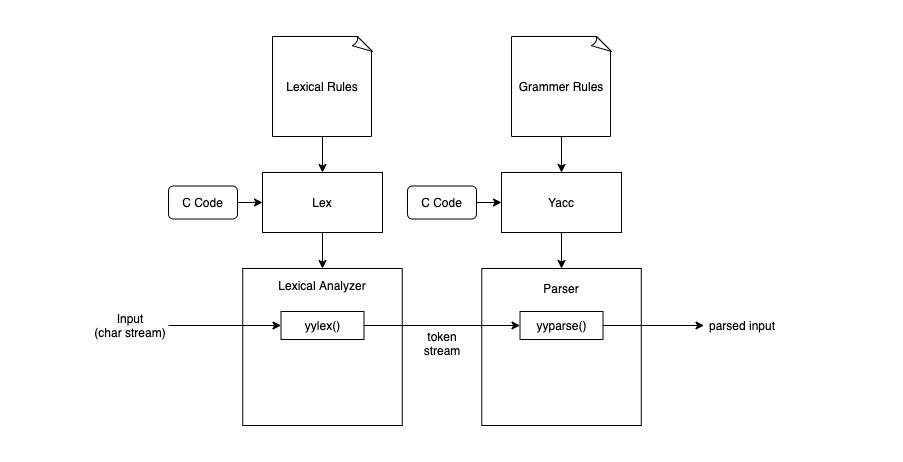 Lexical Rules
Grammer Rules
C Code
Lex
C Code
Yacc
Lexical Analyzer
Parser
Input
(char stream)
yylex()
token
stream
yyparse()
parsed input